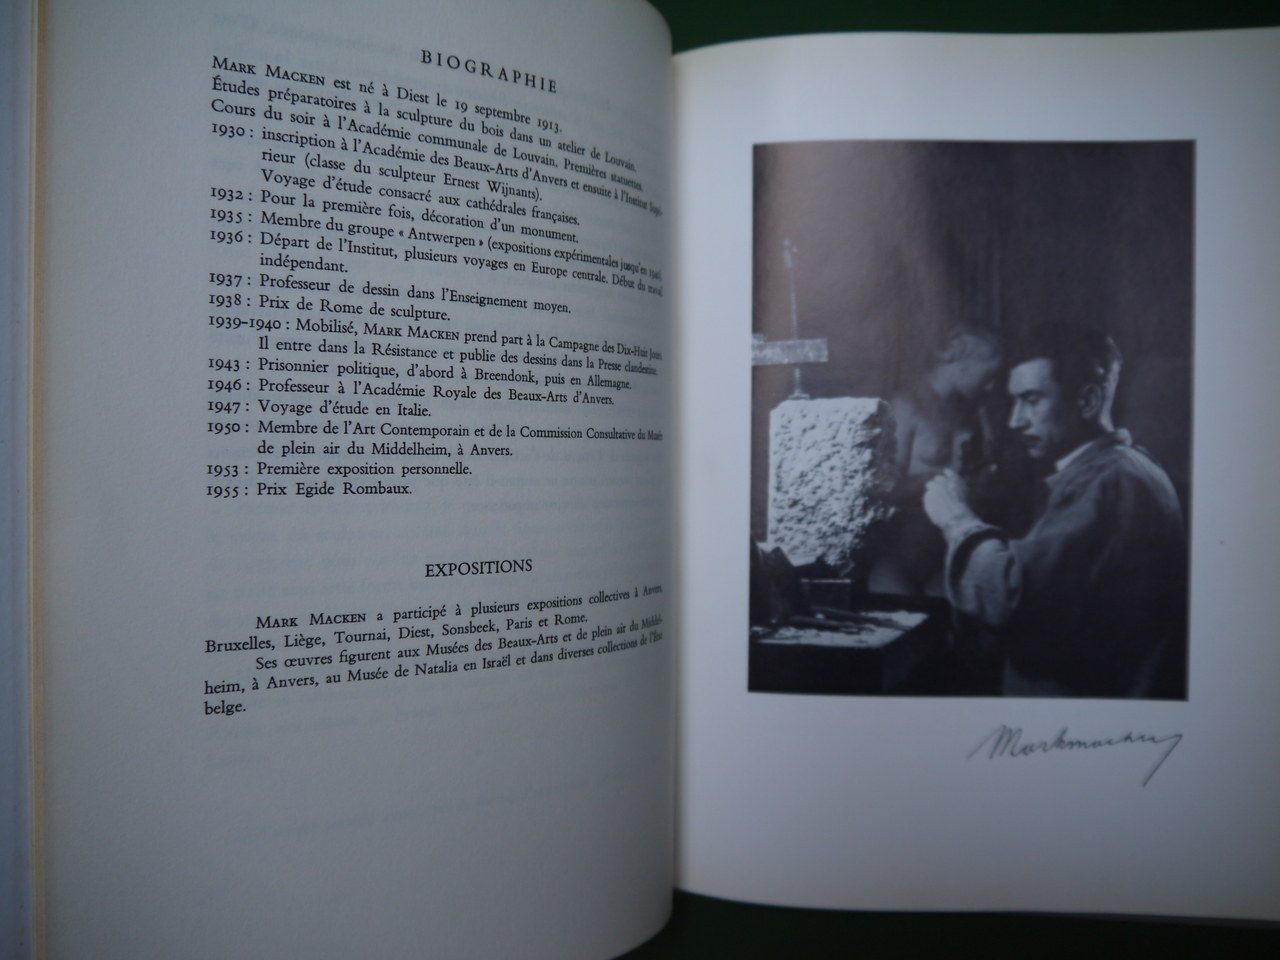 BIOGRAPHIE
MARK MACKEN est né à Diest le 19 septembre 1913.
Études préparatoires à la sculpture du bois dans un atelier de Louvain.
Cours du soir à l'Académie communale de Louvain. Premières statuettes.
1930 : inscription à l'Académie des Beaux-Arts d'Anvers et ensuite à l'Institut Supé-
rieur (classe du sculpteur Ernest Wijnants).
Voyage d'étude consacré aux cathédrales françaises.
1932 : Pour la première fois, décoration d'un monument.
1935 : Membre du groupe « Antwerpen » (expositions expérimentales jusqu'en
1936 : Départ de l'Institut, plusieurs voyages en Europe centrale. Début du travail
indépendant.
1937 : Professeur de dessin dans l'Enseignement moyen.
1938 : Prix de Rome de sculpture.
1939-1940 : Mobilisé, MARK MACKEN prend part à la Campagne des Dix-Huit Jours.
Il entre dans la Résistance et publie des dessins dans la Presse clandestine.
1943 : Prisonnier politique, d'abord à Breendonk, puis en Allemagne.
1946 : Professeur à l'Académie Royale des Beaux-Arts d'Anvers.
1947 : Voyage d'étude en Italie.
1950 : Membre de l'Art Contemporain et de la Commission Consultative du Musée
de plein air du Middelheim, à Anvers.
1953 : Première exposition personnelle.
1955 : Prix Egide Rombaux.
EXPOSITIONS
MARK MACKEN a participé à plusieurs expositions collectives à Anvers,
Bruxelles, Liège, Tournai, Diest, Sonsbeek, Paris et Rome.
Ses œuvres figurent aux Musées des Beaux-Arts et de plein air du Middel-
heim, à Anvers, au Musée de Natalia en Israël et dans diverses collections de l'État
belge.
Markmacken